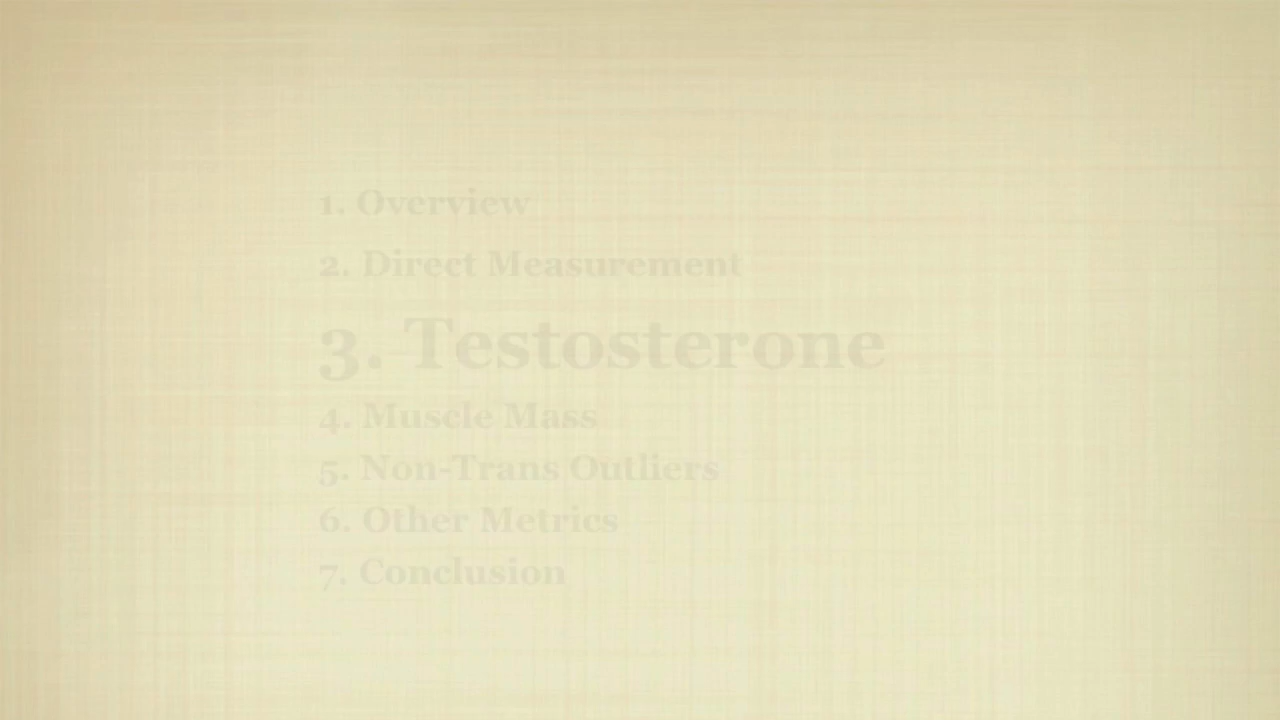 1. Overview
2. Direct Measurement
3. Testosterone
4. Muscle Mass
5. Non-Trans Outliers
6. Other Metrics
7. Conclusion